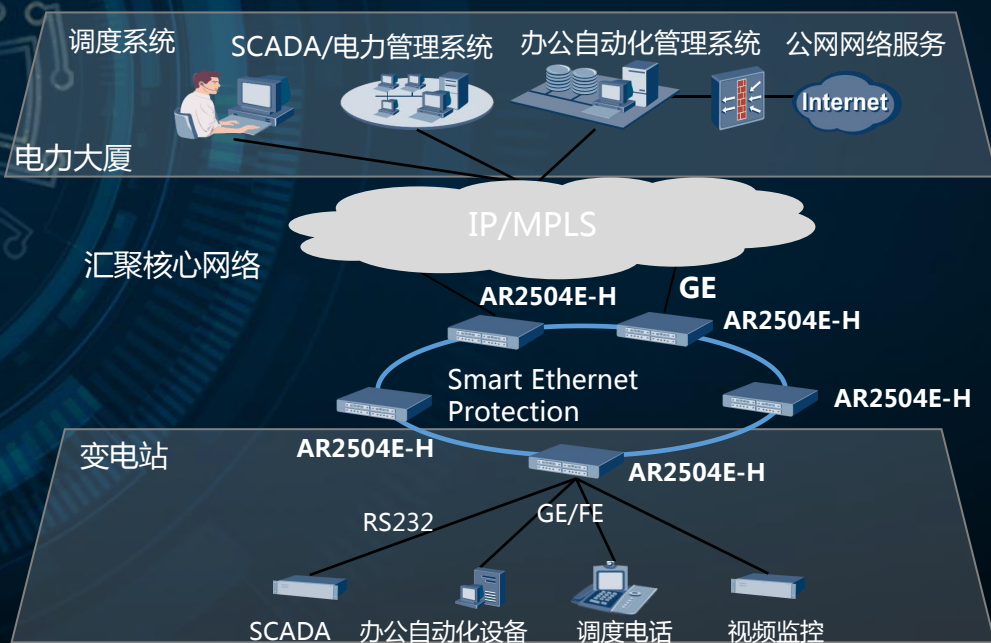 调度系统
SCADA/电力管理系统
办公自动化管理系统
公网网络服务
Internet
电力大厦
IP/MPLS
汇聚核心网络
AR2504E-H
GE
AR2504E-H
Smart Ethernet
Protection
AR2504E-H
AR2504E-H
变电站
AR2504E-H
RS232
GE/FE
SCADA
办公自动化设备
调度电话
视频监控